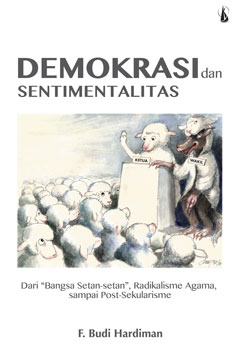 DEMOKRASI dan
SENTIMENTALITAS
KETUA
WAKIL
Dari “Bangsa Setan-setan”, Radikalisme Agama,
sampai Post-Sekularisme
F. Budi Hardiman